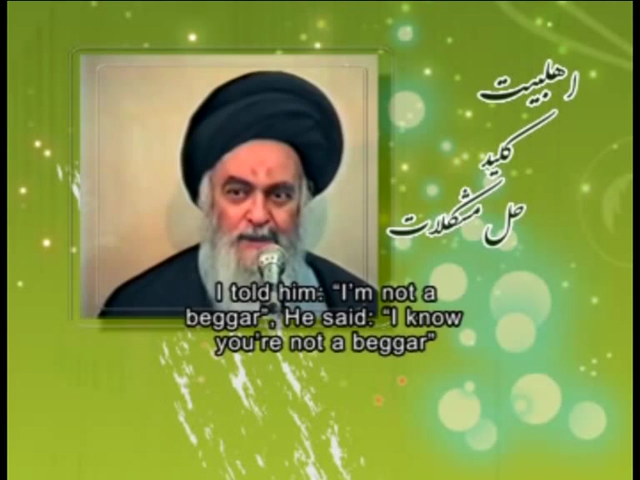 اهلبیت
کلید
حل مشکلات
I told him: “I’m not a
beggar”. He said: “I know
you’re not a beggar”